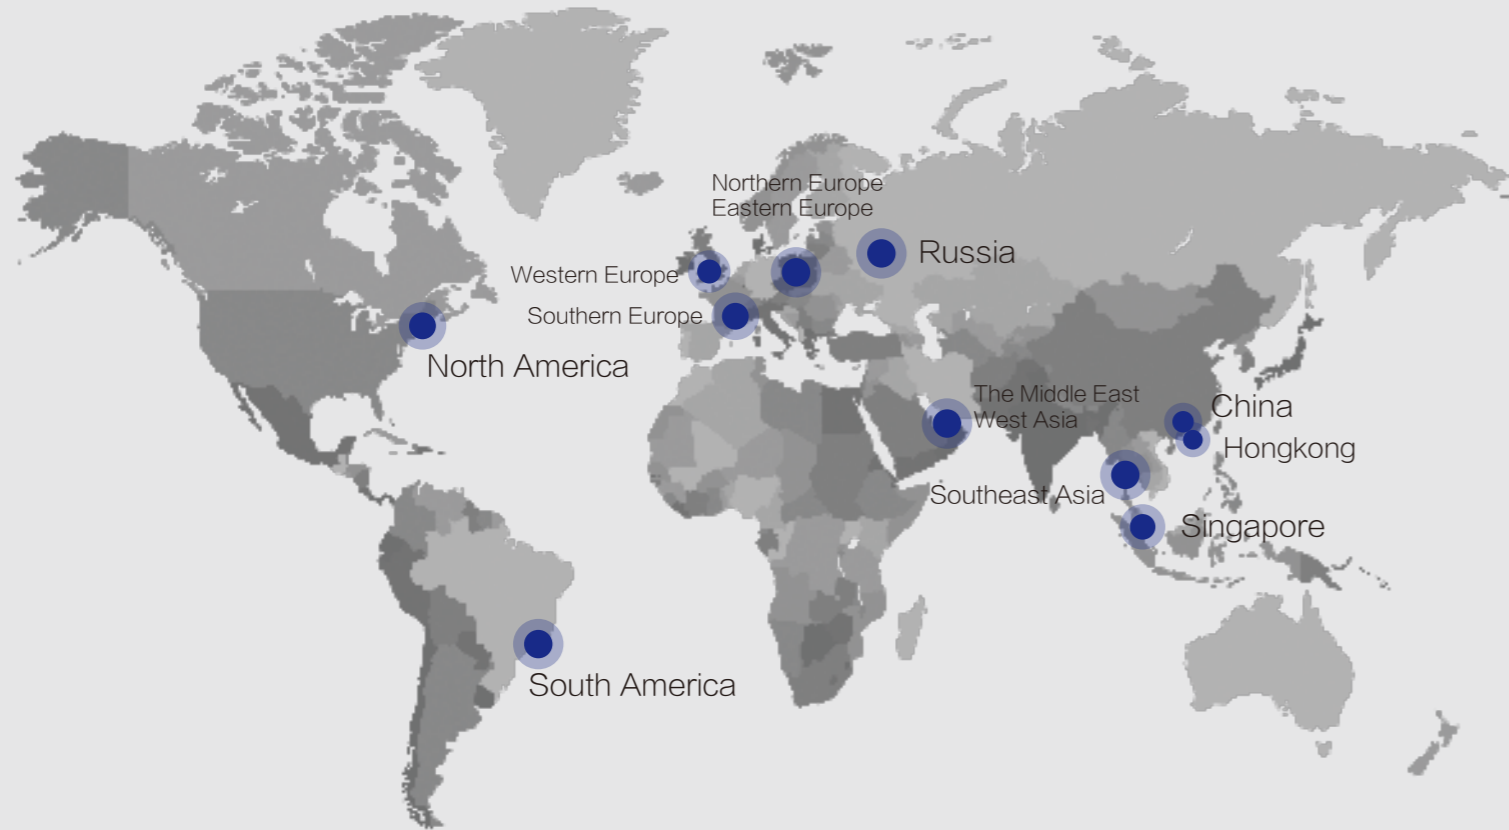 Northern Europe
Eastern Europe
Russia
Western Europe
Southern Europe
North America
The Middle East
West Asia
China
Hongkong
Southeast Asia
Singapore
South America